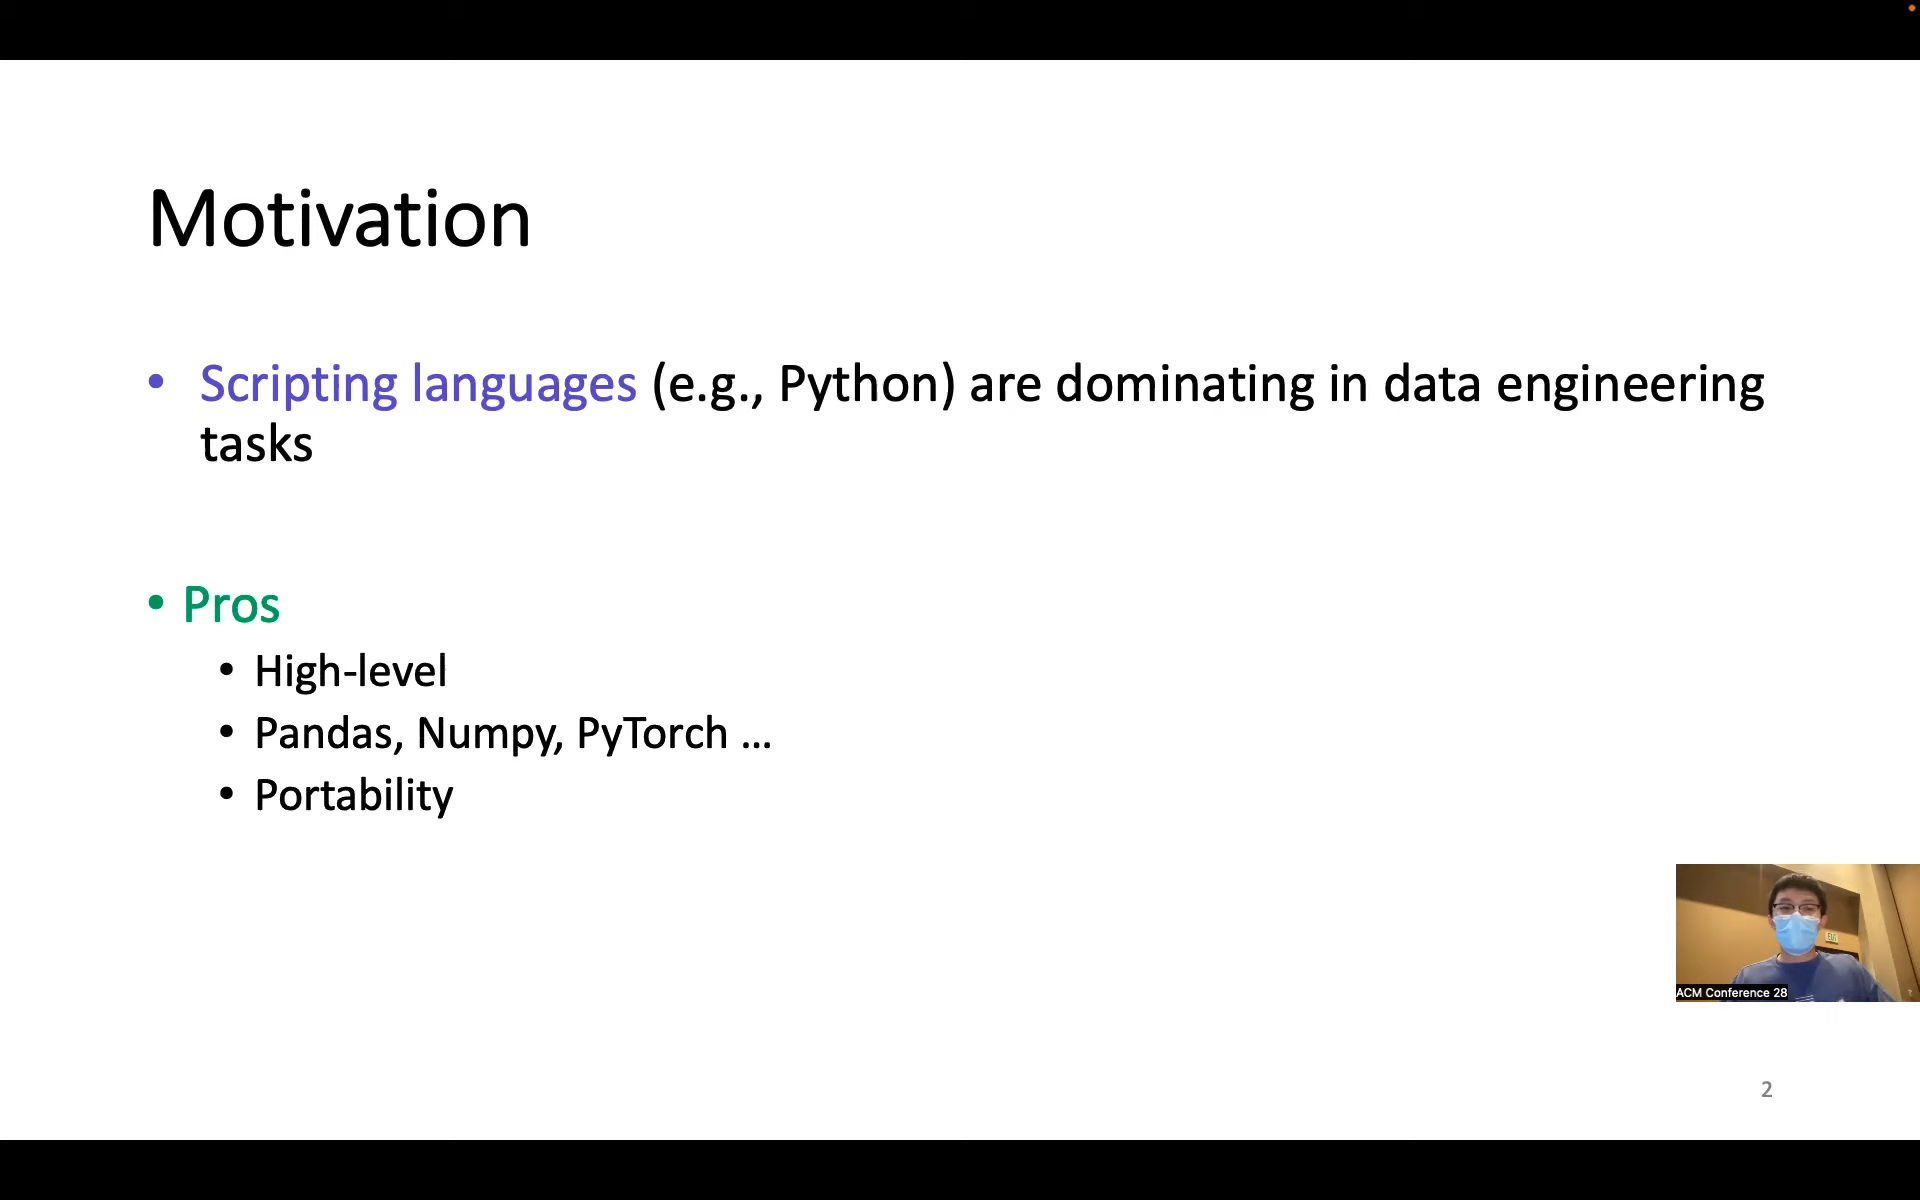 Motivation
• Scripting languages (e.g., Python) are dominating in data engineering
tasks
• Pros
• High-level
• Pandas, Numpy, PyTorch ...
• Portability
EXIT
ACM Conference 28
2